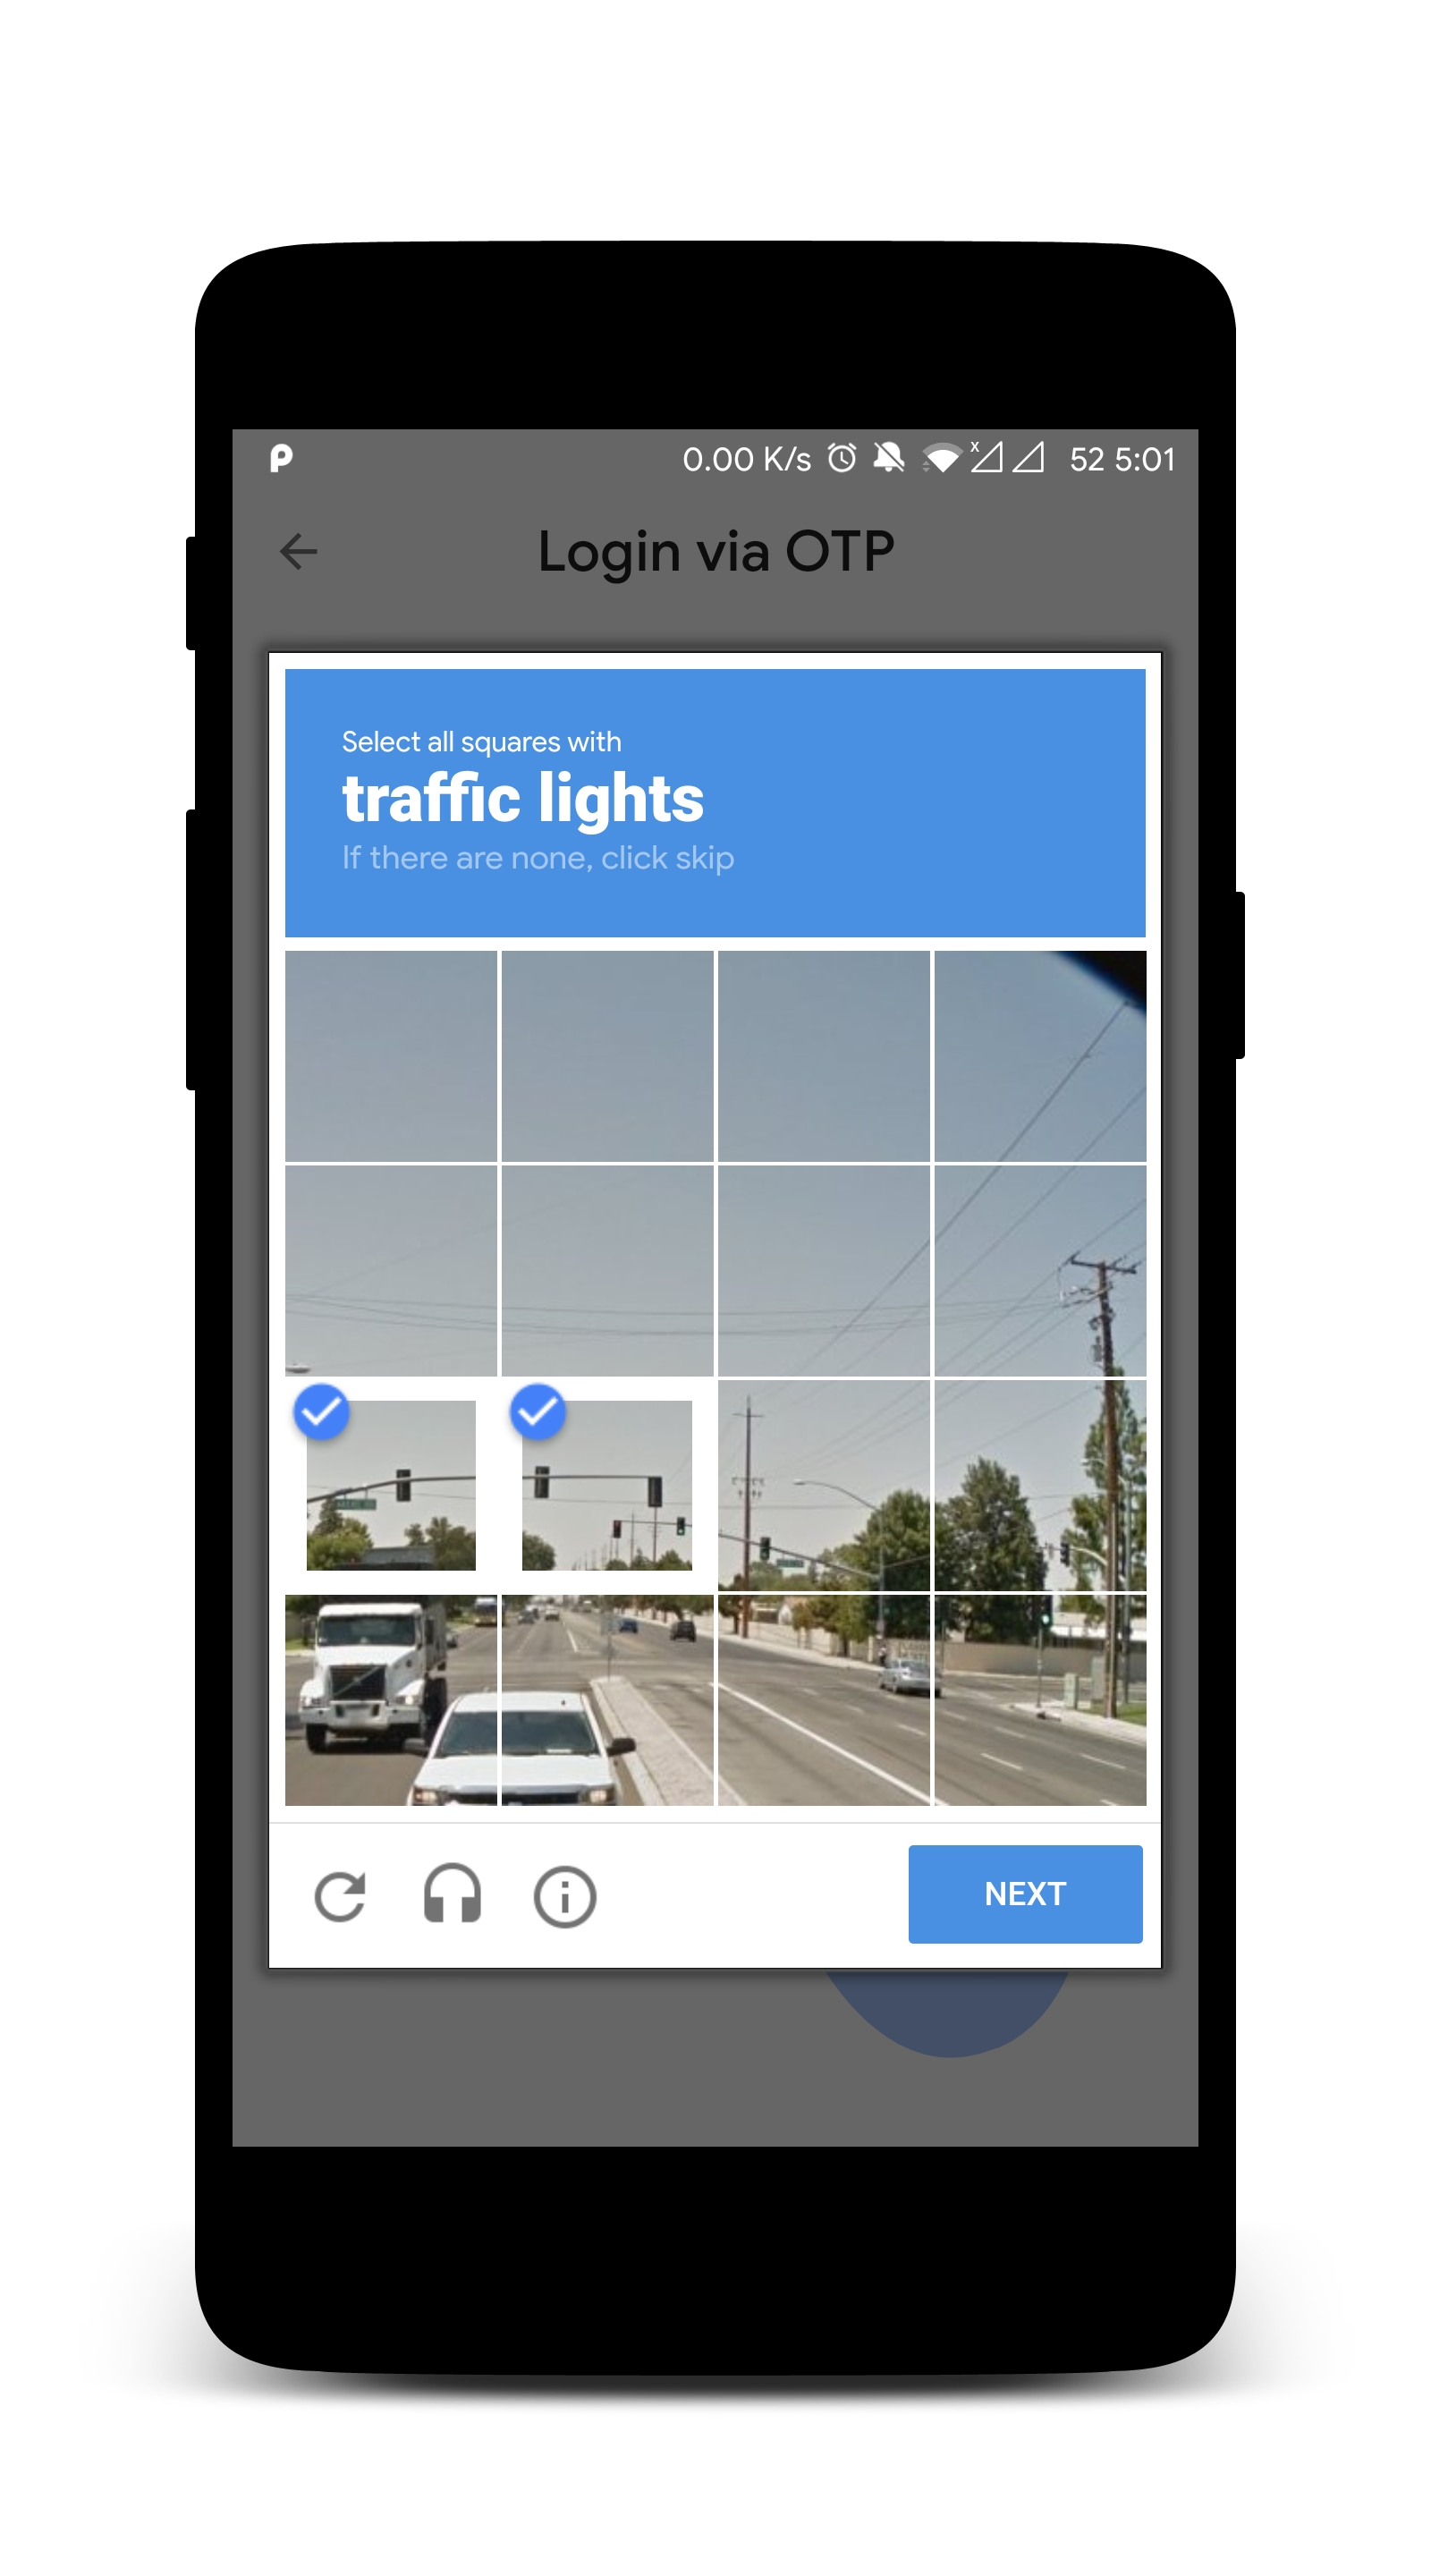 0.00 K/s x 52 5:01
Login via OTP
Select all squares with
traffic lights
If there are none, click skip
NEXT